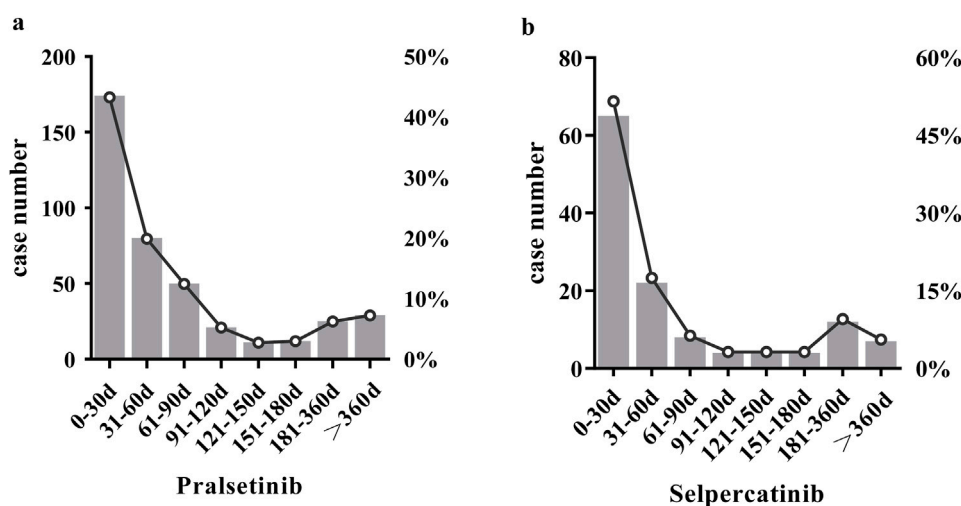 a
200
150
100
50
0
case number
50%
40%
30%
20%
10%
0%
0-30d
31-60d
61-90d
91-120d
121-150d
151-180d
181-360d
＞360d
Pralsetinib
b
80
60
40
20
0
case number
60%
45%
30%
15%
0%
0-30d
31-60d
61-90d
91-120d
121-150d
151-180d
181-360d
＞360d
Selpercatinib